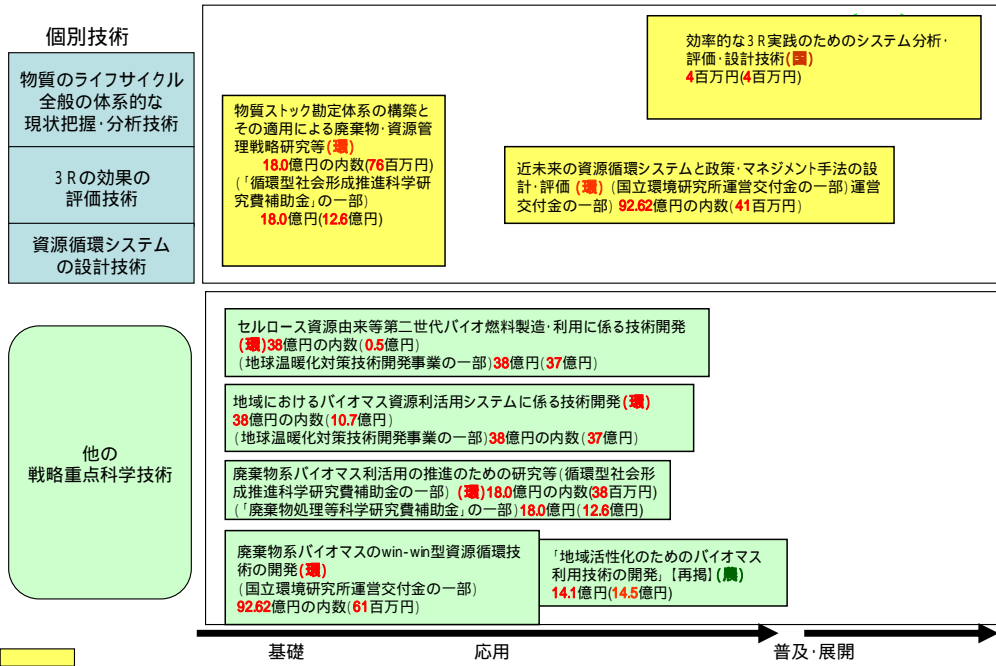 個別技術
物質のライフサイクル
全般の体系的な
現状把握･分析技術
3Rの効果の
評価技術
資源循環システム
の設計技術
効率的な3R実践のためのシステム分析･
評価･設計技術(国)
4百万円(4百万円)
物質ストック勘定体系の構築と
その適用による廃棄物･資源管
理戦略研究等(環)
18.0億円の内数(76百万円)
(｢循環型社会形成推進科学研
究費補助金｣の一部)
18.0億円(12.6億円)
近未来の資源循環システムと政策･マネジメント手法の設
計･評価 (環) (国立環境研究所運営交付金の一部)運営
交付金の一部) 92.62億円の内数(41百万円)
他の
戦略重点科学技術
セルロース資源由来等第二世代バイオ燃料製造･利用に係る技術開発
(環)38億円の内数(0.5億円)
(地球温暖化対策技術開発事業の一部)38億円(37億円)
地域におけるバイオマス資源利活用システムに係る技術開発(環)
38億円の内数(10.7億円)
(地球温暖化対策技術開発事業の一部)38億円の内数(37億円)
廃棄物系バイオマス利活用の推進のための研究等(循環型社会形
成推進科学研究費補助金の一部) (環)18.0億円の内数(38百万円)
(｢廃棄物処理等科学研究費補助金｣の一部)18.0億円(12.6億円)
廃棄物系バイオマスのwin-win型資源循環技
術の開発(環)
(国立環境研究所運営交付金の一部)
92.62億円の内数(61百万円)
｢地域活性化のためのバイオマス
利用技術の開発｣【再掲】(農)
14.1億円(14.5億円)
基礎
応用
普及･展開